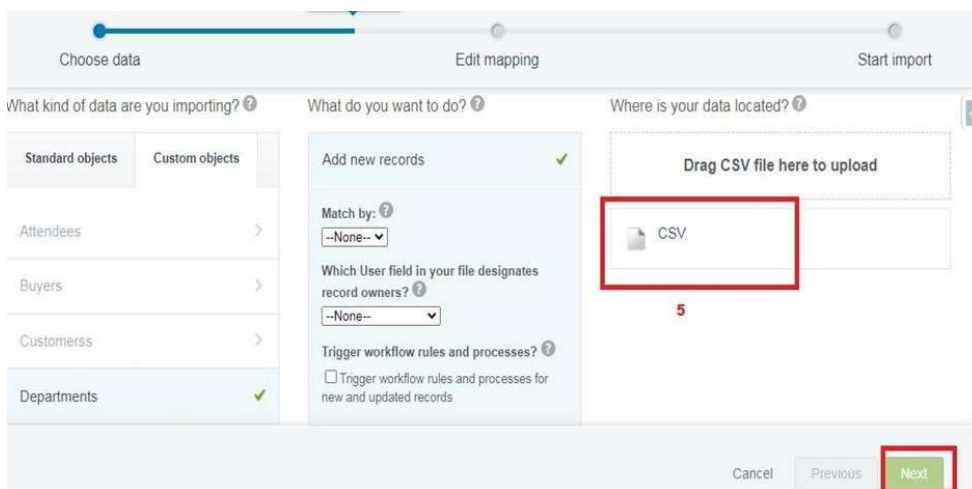 Choose data
Edit mapping
Start import
What kind of data are you importing? ?
What do you want to do? ?
Where is your data located? ?
Standard objects
Custom objects
Attendees
Buyers
Customerss
Departments
Add new records
Match by: ?
--None--
Which User field in your file designates
record owners? ?
--None--
Trigger workflow rules and processes? ?
Trigger workflow rules and processes for
new and updated records
Drag CSV file here to upload
CSV
5
Cancel
Previous
Next